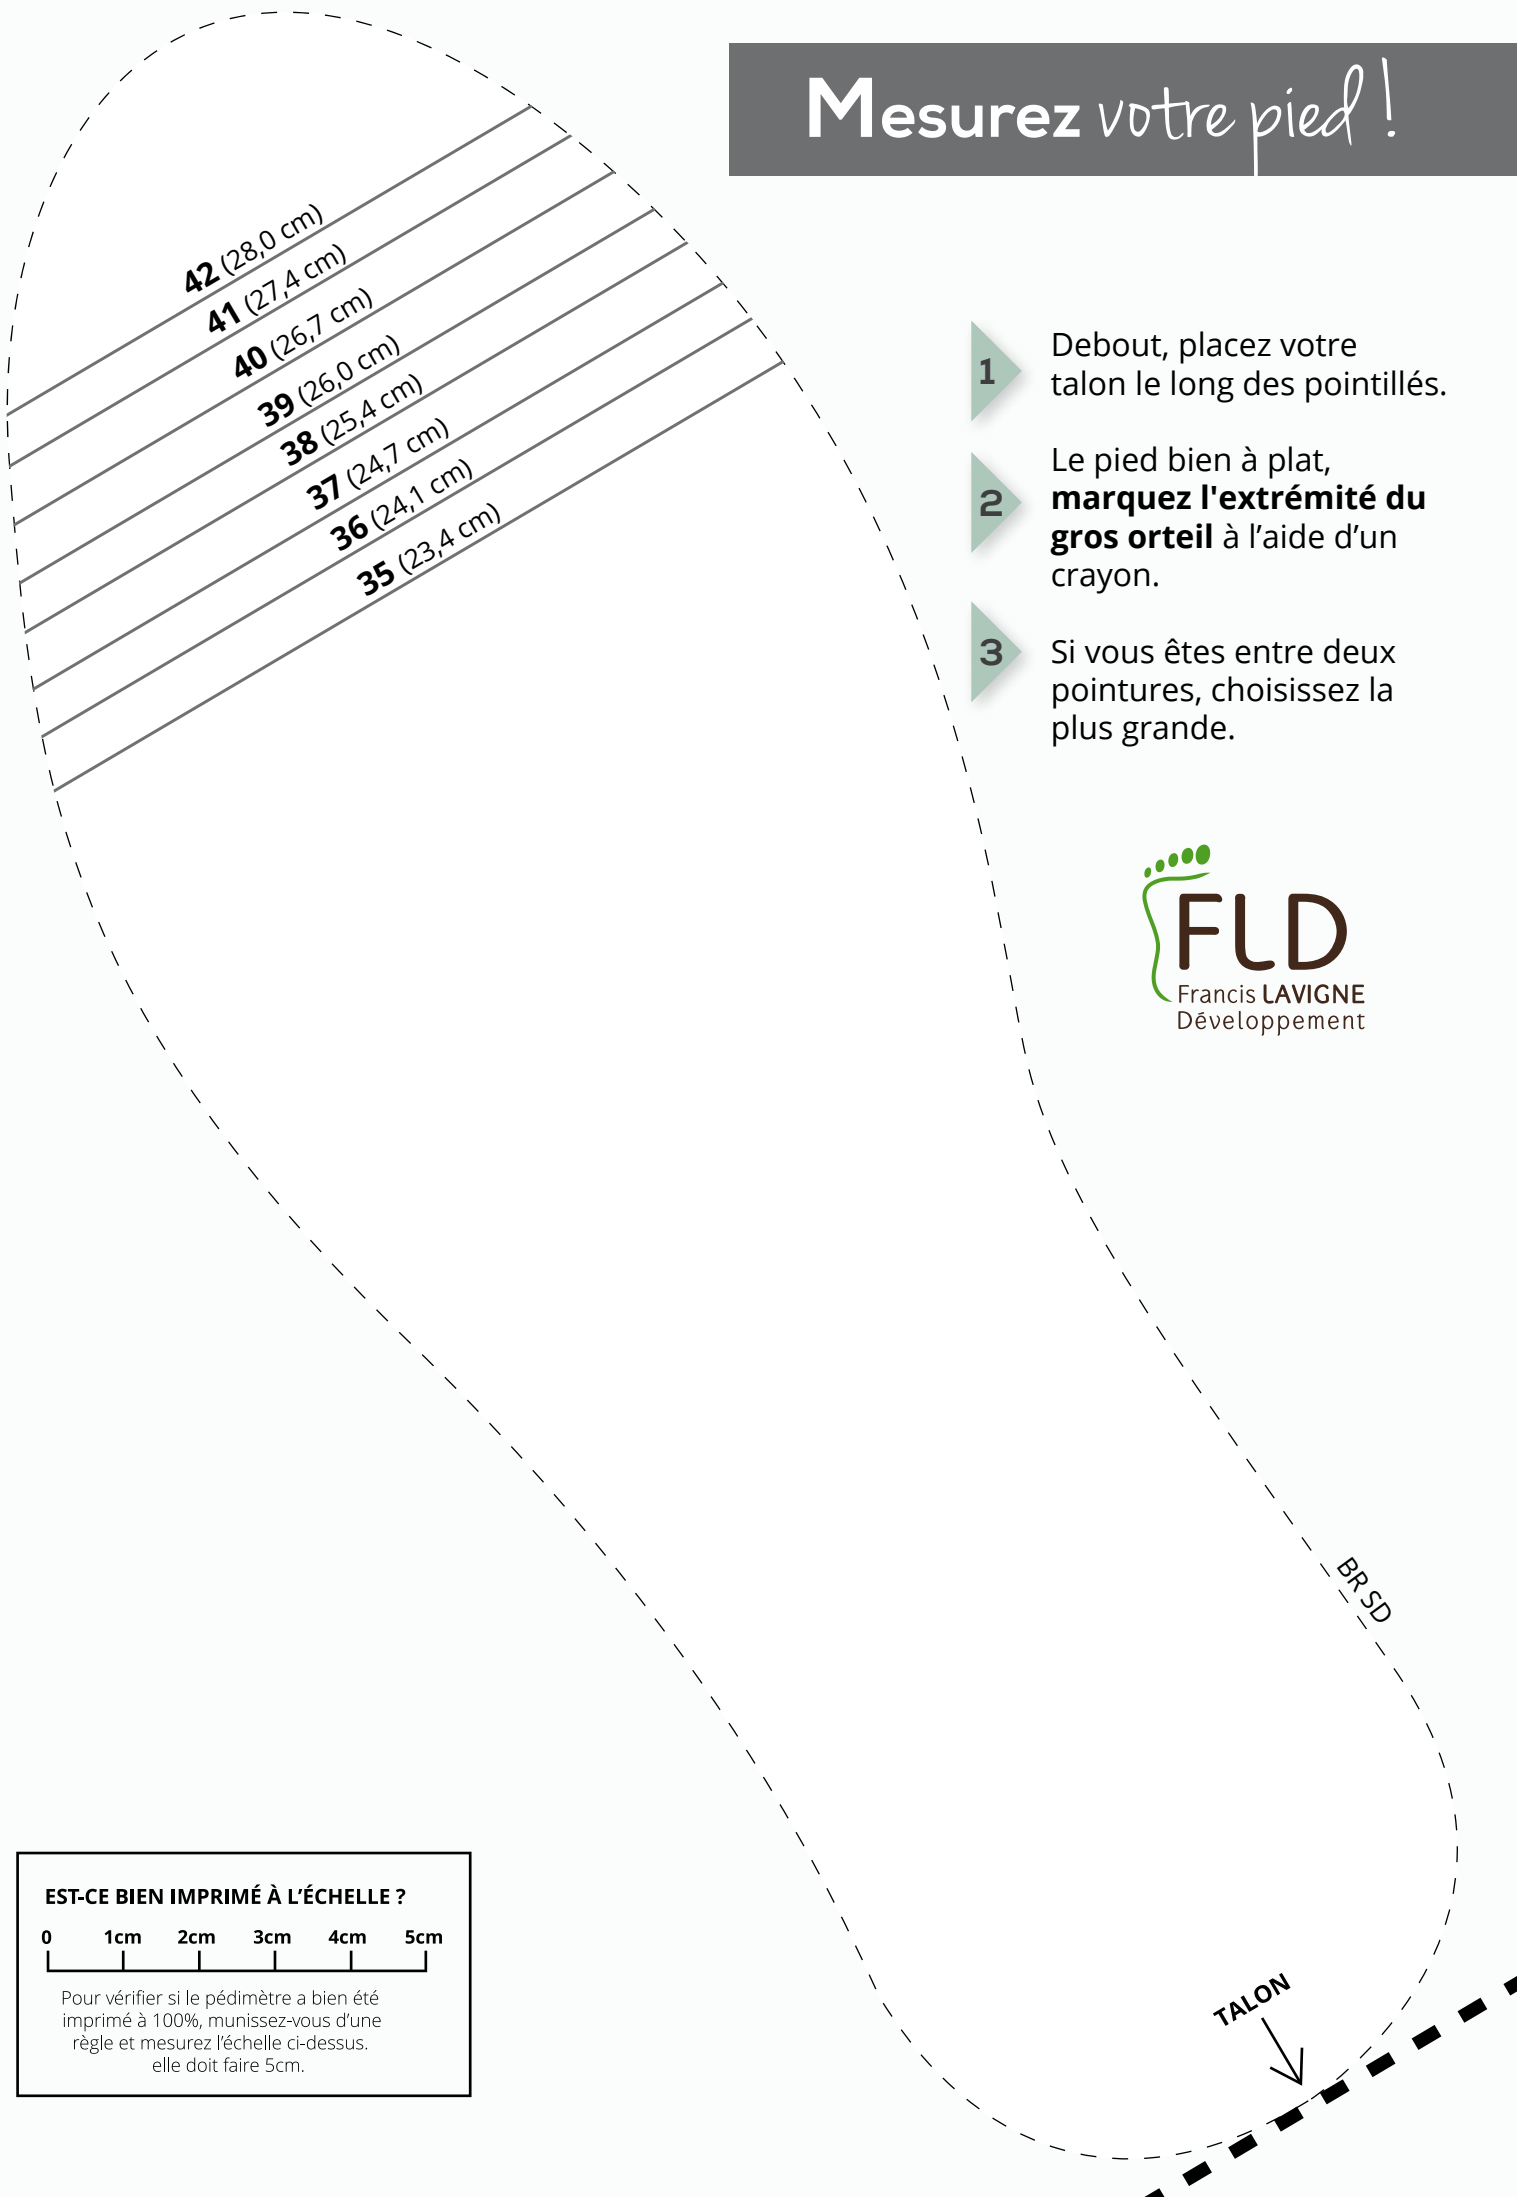 Mesurez votre pied !
42 (28,0 cm)
41 (27,4 cm)
40 (26,7 cm)
39 (26,0 cm)
38 (25,4 cm)
37 (24,7 cm)
36 (24,1 cm)
35 (23,4 cm)
1
Debout, placez votre
talon le long des pointillés.
2
Le pied bien à plat,
marquez l'extrémité du
gros orteil à l’aide d’un
crayon.
3
Si vous êtes entre deux
pointures, choisissez la
plus grande.
FLD
Francis LAVIGNE
Développement
BR SD
EST-CE BIEN IMPRIMÉ À L’ÉCHELLE ?
0 1cm 2cm 3cm 4cm 5cm
Pour vérifier si le pédimètre a bien été
imprimé à 100%, munissez-vous d’une
règle et mesurez l’échelle ci-dessus.
elle doit faire 5cm.
TALON